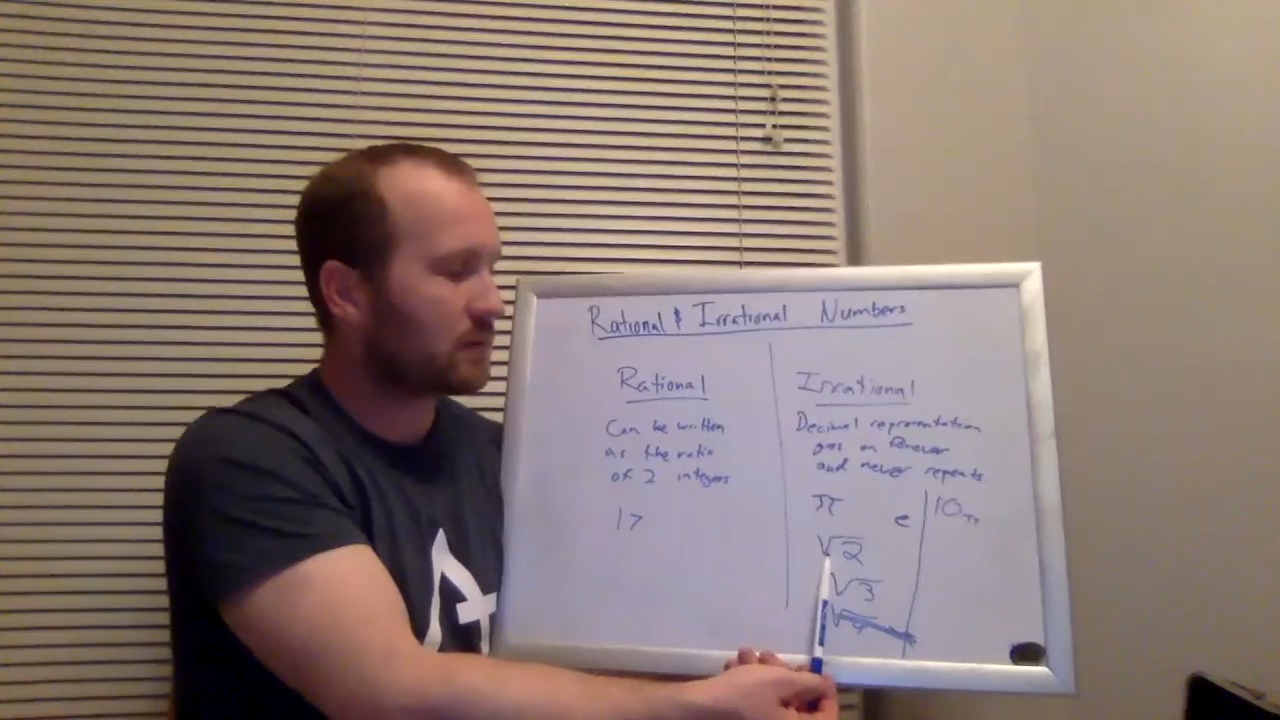 Rational & Irrational Numbers
Rational
Can be written
as the ratio
of 2 integers
17
Irrational
Decimal representation
goes on forever
and never repeats
π
e
10π
√2
√3
√4